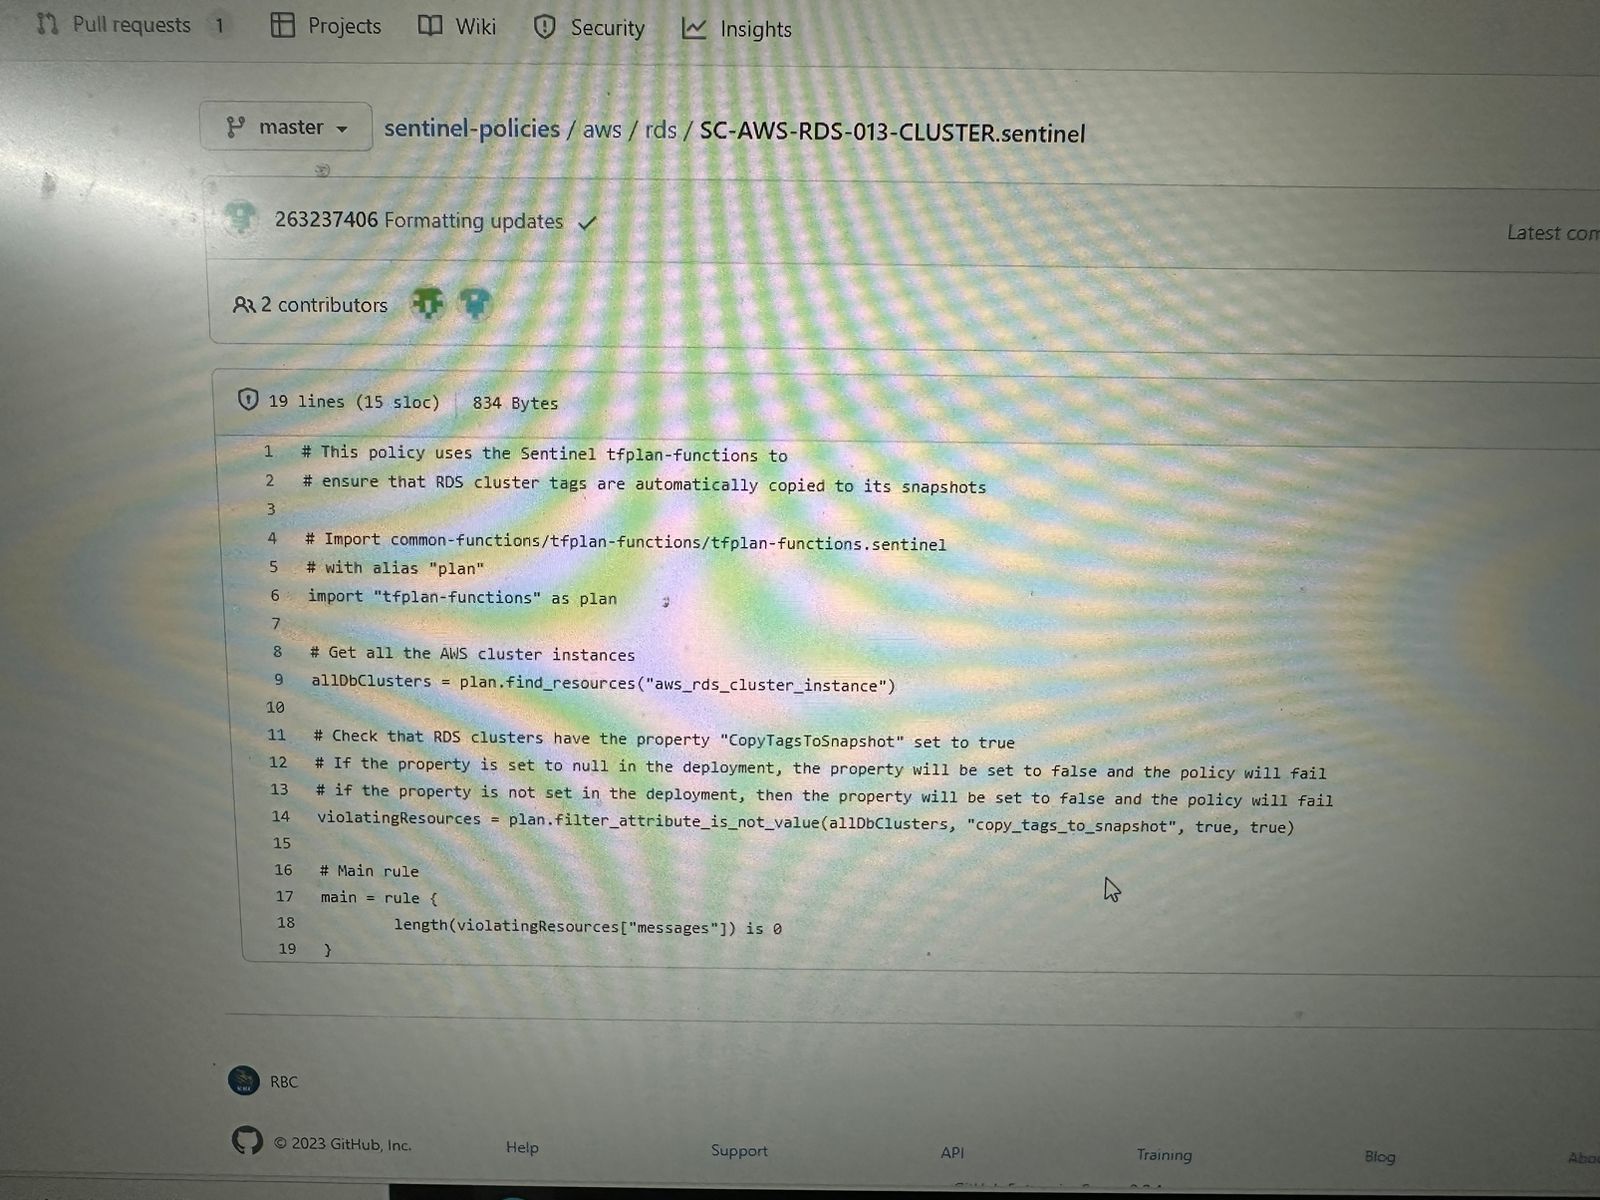 Pull requests 1 Projects Wiki Security Insights
master sentinel-policies / aws / rds / SC-AWS-RDS-013-CLUSTER.sentinel
263237406 Formatting updates
Latest com
2 contributors
19 lines (15 sloc) 834 Bytes
1 # This policy uses the Sentinel tfplan-functions to
2 # ensure that RDS cluster tags are automatically copied to its snapshots
3
4 # Import common-functions/tfplan-functions/tfplan-functions.sentinel
5 # with alias "plan"
6 import "tfplan-functions" as plan
7
8 # Get all the AWS cluster instances
9 allDbClusters = plan.find_resources("aws_rds_cluster_instance")
10
11 # Check that RDS clusters have the property "CopyTagsToSnapshot" set to true
12 # If the property is set to null in the deployment, the property will be set to false and the policy will fail
13 # if the property is not set in the deployment, then the property will be set to false and the policy will fail
14 violatingResources = plan.filter_attribute_is_not_value(allDbClusters, "copy_tags_to_snapshot", true, true)
15
16 # Main rule
17 main = rule {
18 length(violatingResources["messages"]) is 0
19 }
RBC
© 2023 GitHub, Inc. Help Support API Training Blog Abou